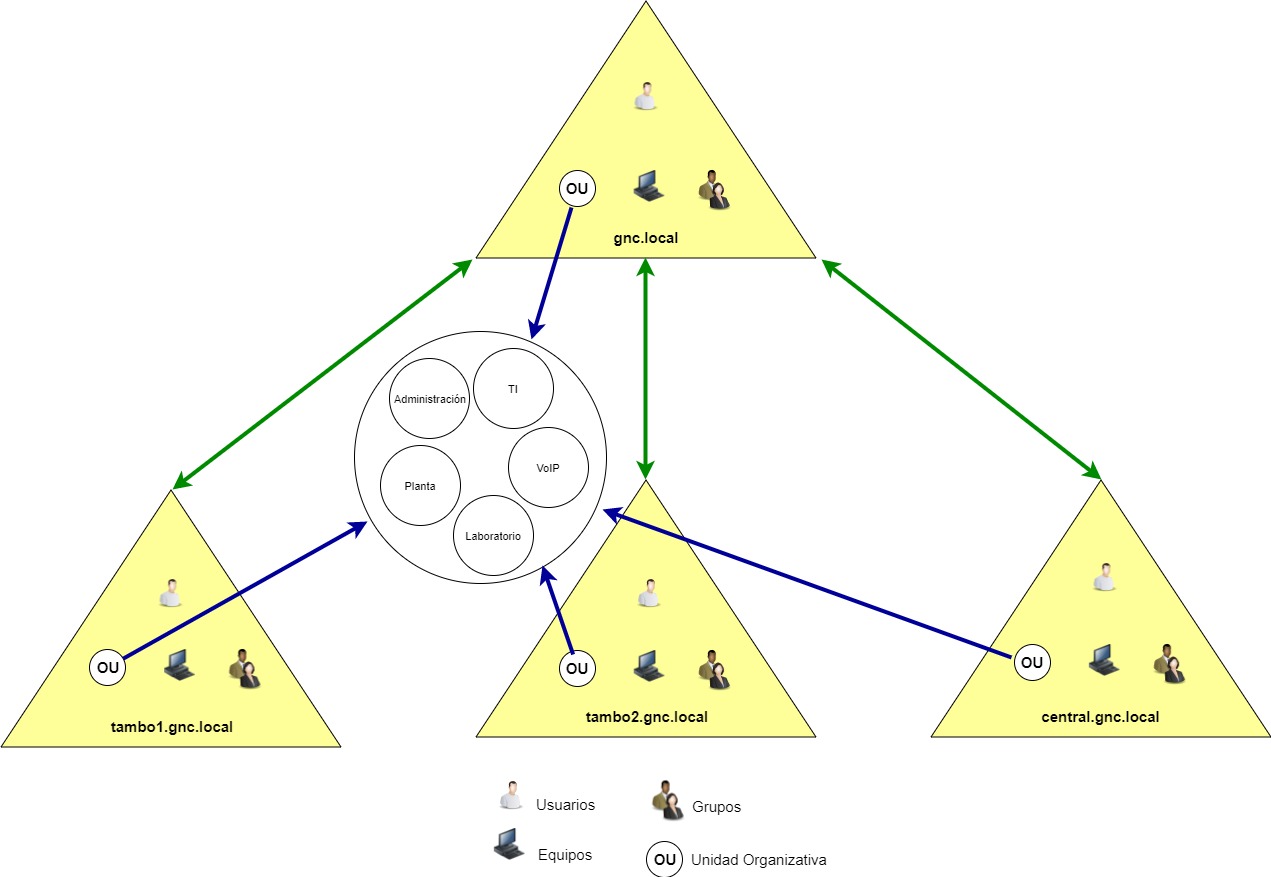 OU
gnc.local
Administración
TI
Planta
VoIP
Laboratorio
OU
tambo1.gnc.local
OU
tambo2.gnc.local
OU
central.gnc.local
Usuarios
Grupos
Equipos
OU
Unidad Organizativa